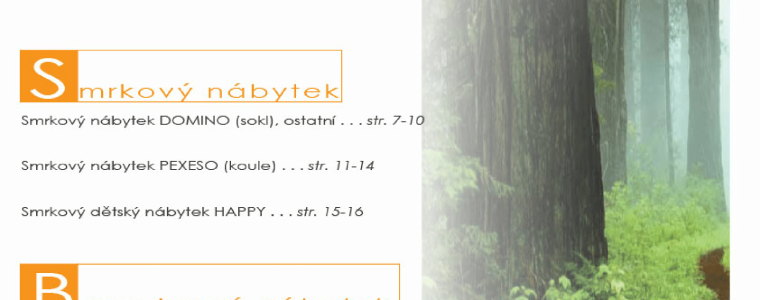 Smrkový nábytek
Smrkový nábytek DOMINO (sokl), ostatní . . . str. 7-10
Smrkový nábytek PEXESO (koule) . . . str. 11-14
Smrkový dětský nábytek HAPPY . . . str. 15-16